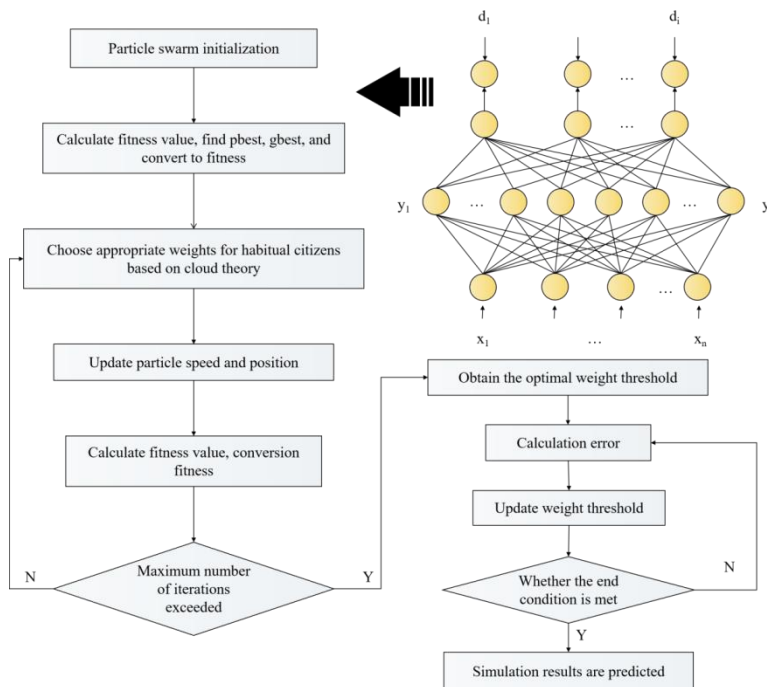 Particle swarm initialization
Calculate fitness value, find pbest, gbest, and
convert to fitness
Choose appropriate weights for habitual citizens
based on cloud theory
Update particle speed and position
Calculate fitness value, conversion
fitness
Maximum number
of iterations
exceeded
N
Y
d₁
dᵢ
…
…
y₁
…
…
y
…
x₁
…
xₙ
Obtain the optimal weight threshold
Calculation error
Update weight threshold
Whether the end
condition is met
N
Y
Simulation results are predicted